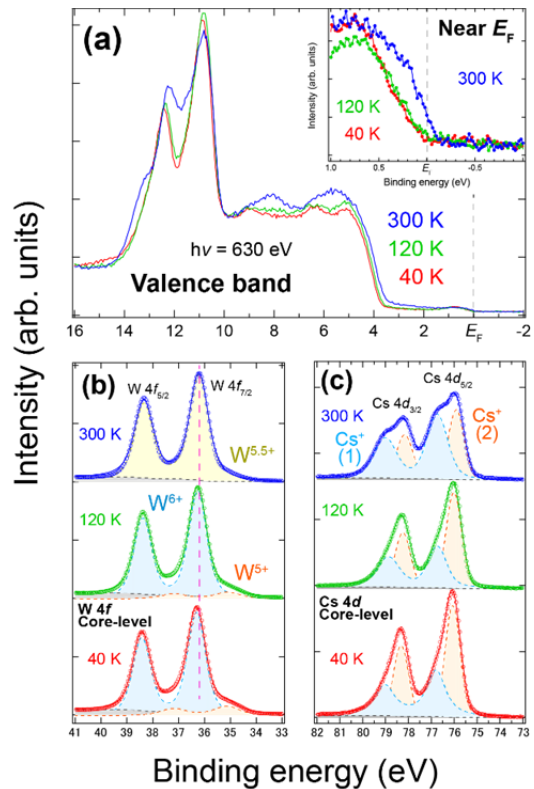 Intensity (arb. units)
(a)
Near E_F
Intensity (arb. units)
300 K
120 K
40 K
1.0 0.5 E_F -0.5
Binding energy (eV)
hν = 630 eV
Valence band
300 K
120 K
40 K
16 14 12 10 8 6 4 2 E_F -2
(b)
W 4f5/2
W 4f7/2
300 K
W5.5+
W6+
120 K
W5+
W 4f
Core-level
40 K
41 40 39 38 37 36 35 34 33
(c)
Cs 4d5/2
Cs 4d3/2
300 K
Cs+
(1)
Cs+
(2)
120 K
Cs 4d
Core-level
40 K
82 81 80 79 78 77 76 75 74 73
Binding energy (eV)